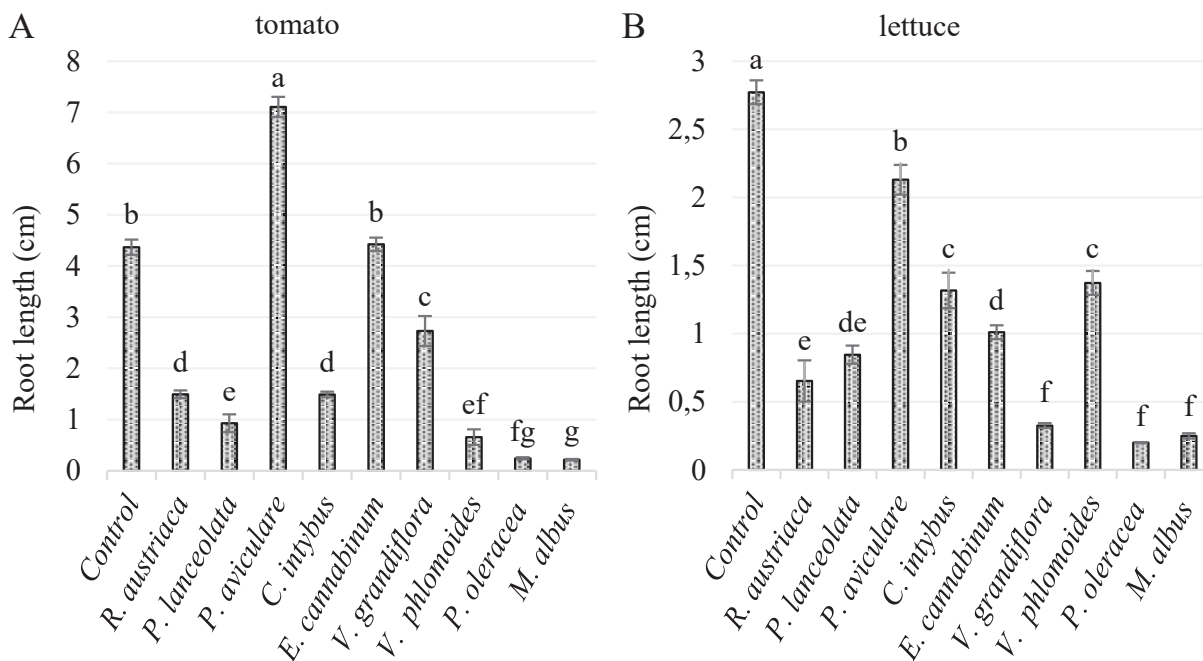 A
tomato
Root length (cm)
8
7
6
5
4
3
2
1
0
b
d
e
a
d
b
c
ef
fg
g
Control
R. austriaca
P. lanceolata
P. aviculare
C. intybus
E. cannabinum
V. grandiflora
V. phlomoides
P. oleracea
M. albus
B
lettuce
Root length (cm)
3
2,5
2
1,5
1
0,5
0
a
e
de
b
c
d
f
c
f
f
Control
R. austriaca
P. lanceolata
P. aviculare
C. intybus
E. cannabinum
V. grandiflora
V. phlomoides
P. oleracea
M. albus